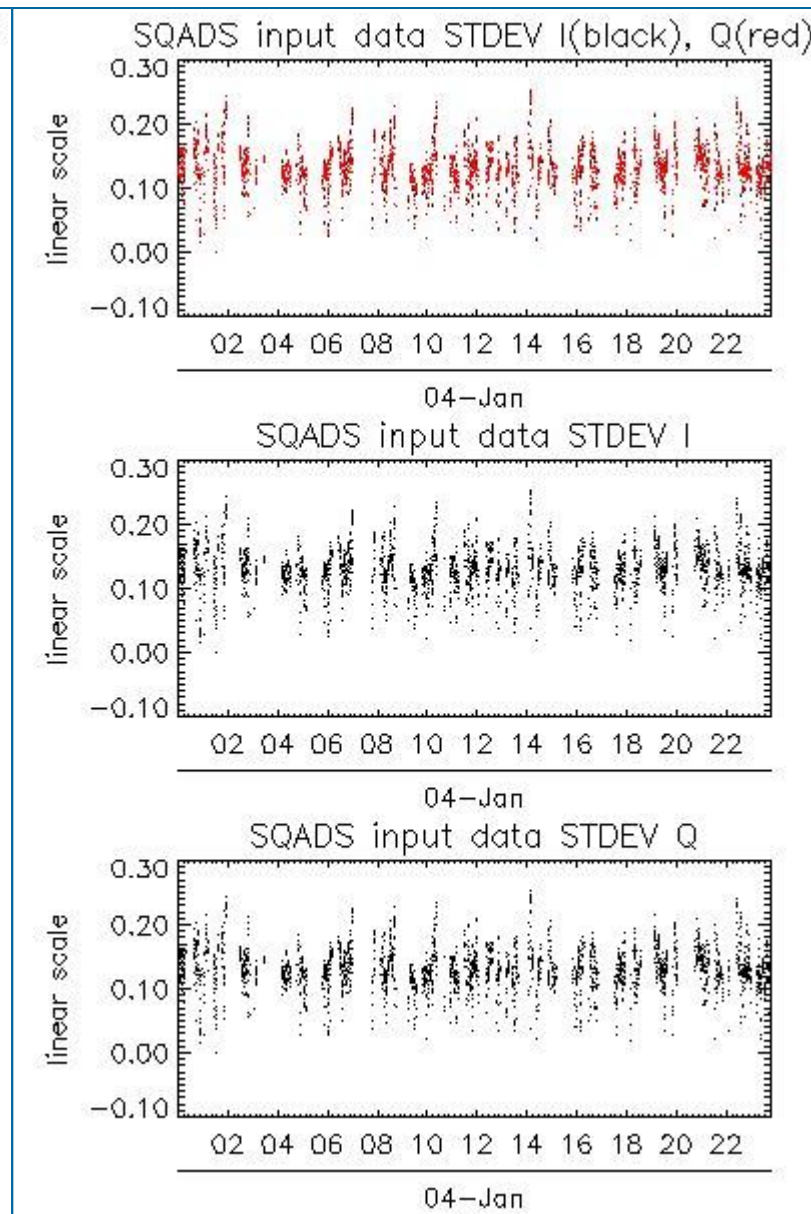 SQADS input data STDEV I(black), Q(red)
0.30
0.20
0.10
0.00
-0.10
linear scale
02 04 06 08 10 12 14 16 18 20 22
04-Jan
SQADS input data STDEV I
0.30
0.20
0.10
0.00
-0.10
linear scale
02 04 06 08 10 12 14 16 18 20 22
04-Jan
SQADS input data STDEV Q
0.30
0.20
0.10
0.00
-0.10
linear scale
02 04 06 08 10 12 14 16 18 20 22
04-Jan